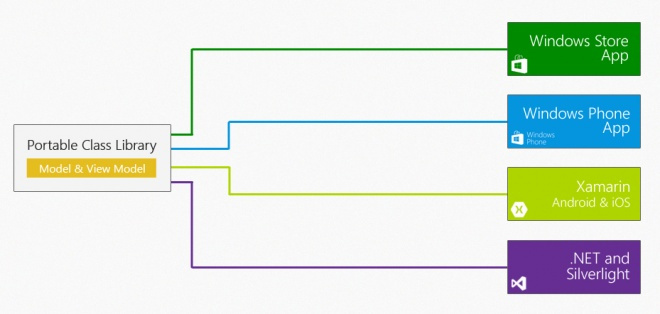 Portable Class Library
Model & View Model
Windows Store
App
Windows Phone
App
Windows
Phone
Xamarin
Android & iOS
.NET and
Silverlight